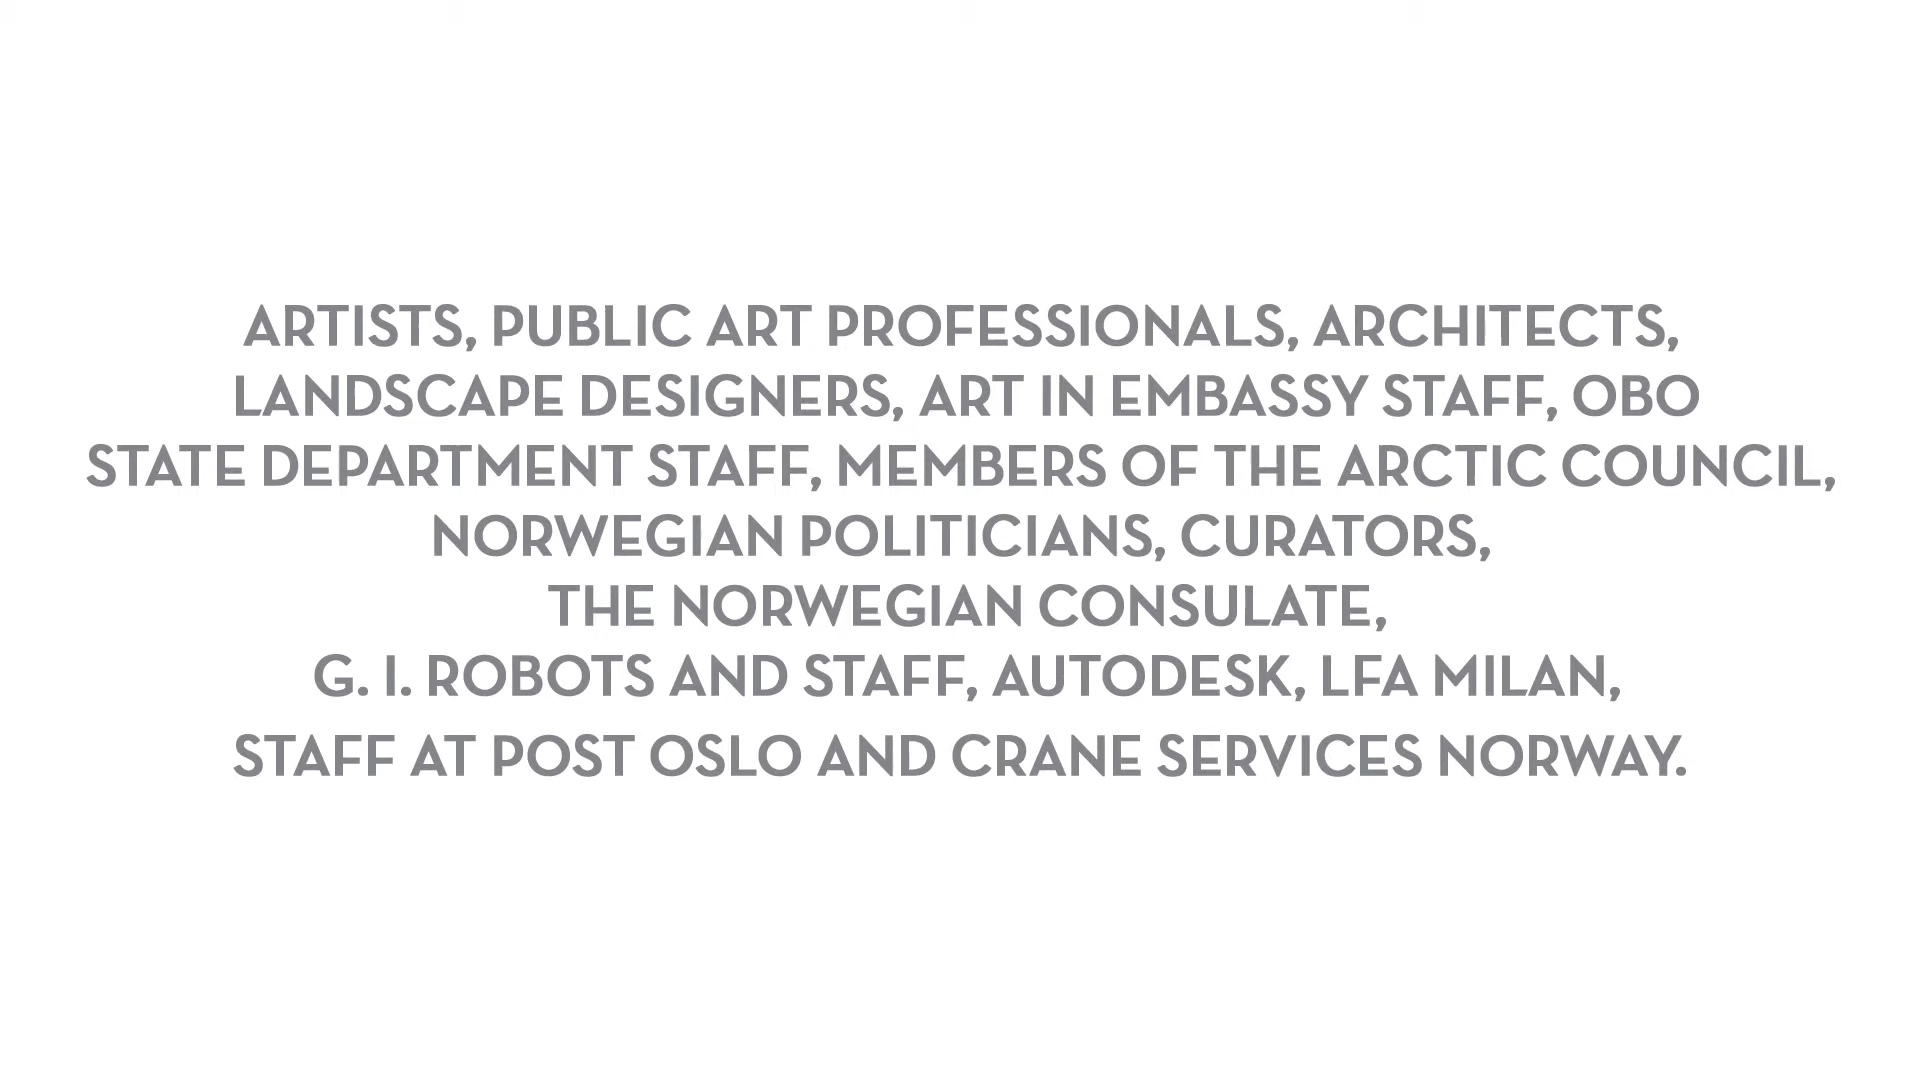 ARTISTS, PUBLIC ART PROFESSIONALS, ARCHITECTS,
LANDSCAPE DESIGNERS, ART IN EMBASSY STAFF, OBO
STATE DEPARTMENT STAFF, MEMBERS OF THE ARCTIC COUNCIL,
NORWEGIAN POLITICIANS, CURATORS,
THE NORWEGIAN CONSULATE,
G. I. ROBOTS AND STAFF, AUTODESK, LFA MILAN,
STAFF AT POST OSLO AND CRANE SERVICES NORWAY.